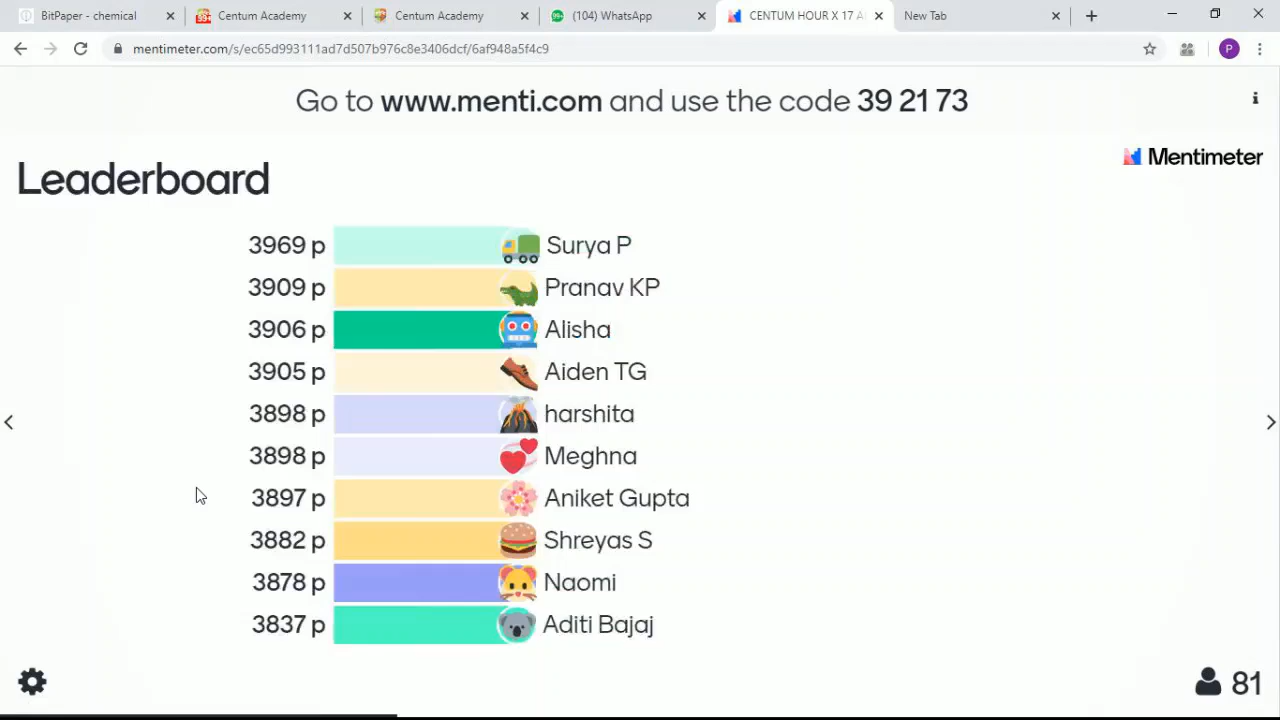 BitPaper - chemical
99+ Centum Academy
Centum Academy
99+ (104) WhatsApp
CENTUM HOUR X 17 A
New Tab
mentimeter.com/s/ec65d993111ad7d507b976c8e3406dcf/6af948a5f4c9
P
Go to www.menti.com and use the code 39 21 73
Mentimeter
Leaderboard
3969 p Surya P
3909 p Pranav KP
3906 p Alisha
3905 p Aiden TG
3898 p harshita
3898 p Meghna
3897 p Aniket Gupta
3882 p Shreyas S
3878 p Naomi
3837 p Aditi Bajaj
81